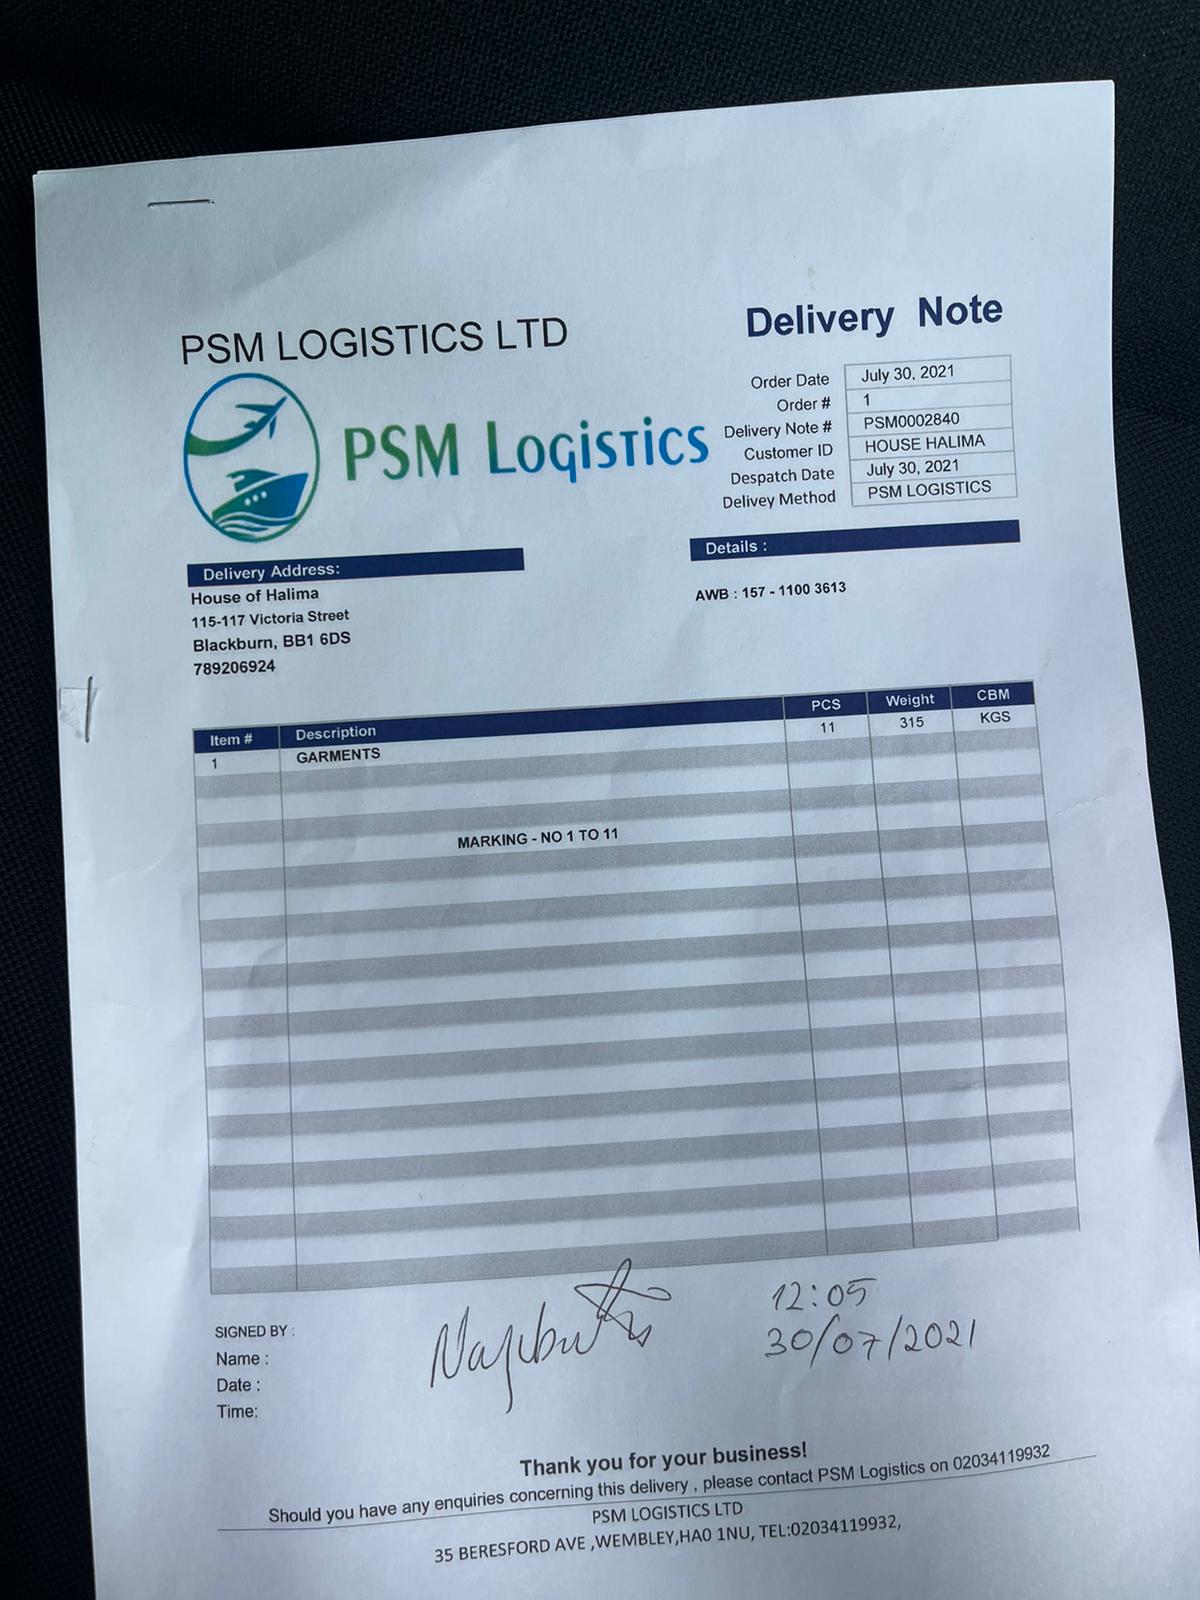 PSM LOGISTICS LTD
Delivery Note
PSM Logistics
Order Date July 30, 2021
Order # 1
Delivery Note # PSM0002840
Customer ID HOUSE HALIMA
Despatch Date July 30, 2021
Delivey Method PSM LOGISTICS
Delivery Address:
House of Halima
115-117 Victoria Street
Blackburn, BB1 6DS
789206924
Details :
AWB : 157 - 1100 3613
Item # Description PCS Weight CBM
1 GARMENTS 11 315 KGS
MARKING - NO 1 TO 11
SIGNED BY :
Name :
Date :
Time:
12:05
30/07/2021
Thank you for your business!
Should you have any enquiries concerning this delivery , please contact PSM Logistics on 02034119932
PSM LOGISTICS LTD
35 BERESFORD AVE ,WEMBLEY,HA0 1NU, TEL:02034119932,